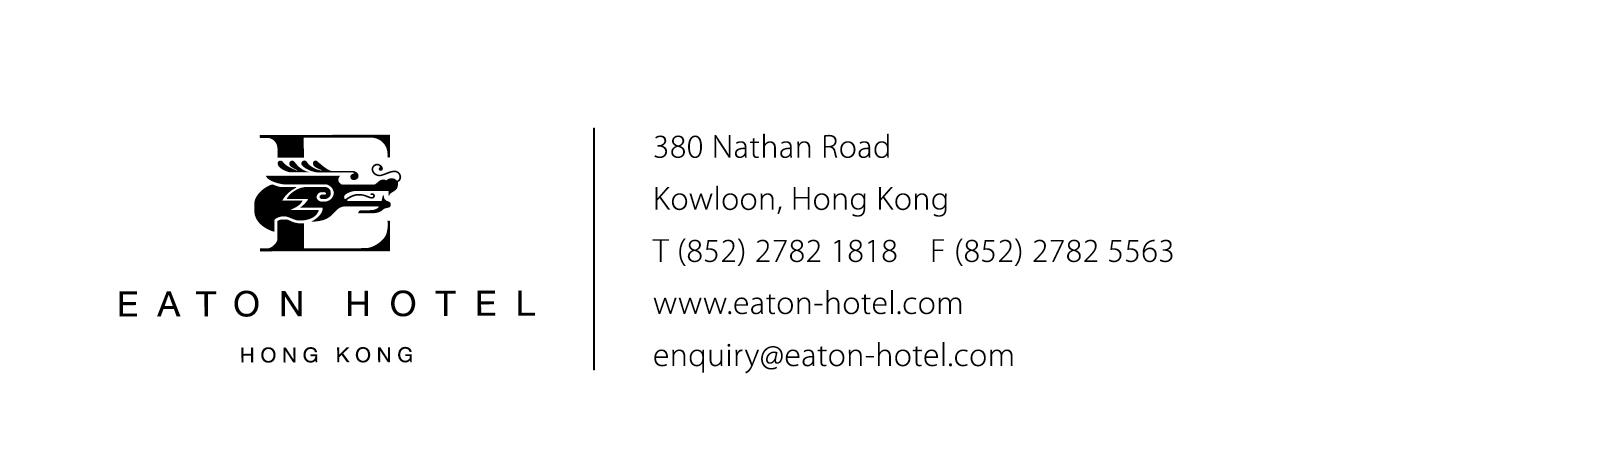 E
EATON HOTEL
HONG KONG
380 Nathan Road
Kowloon, Hong Kong
T (852) 2782 1818 F (852) 2782 5563
www.eaton-hotel.com
enquiry@eaton-hotel.com